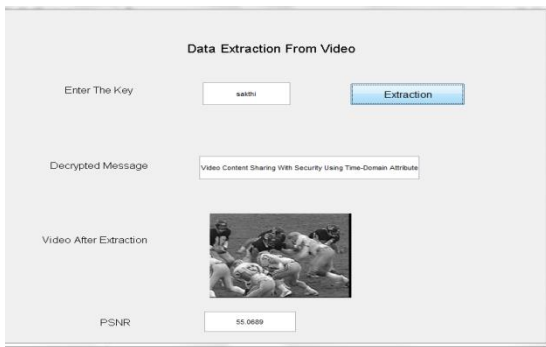 Data Extraction From Video
Enter The Key sakthi Extraction
Decrypted Message Video Content Sharing With Security Using Time-Domain Attribute
Video After Extraction
PSNR 55.0689